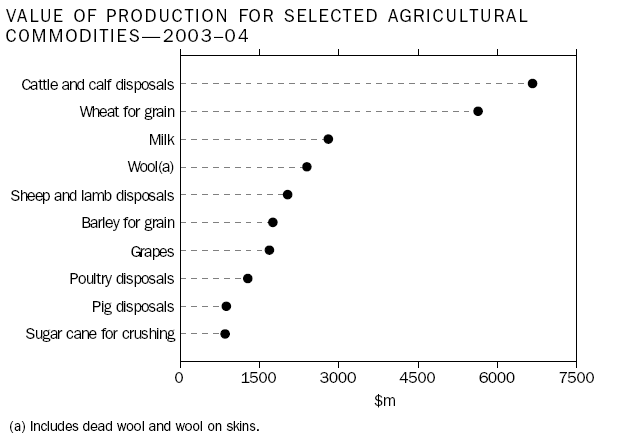 VALUE OF PRODUCTION FOR SELECTED AGRICULTURAL
COMMODITIES—2003–04
Cattle and calf disposals
Wheat for grain
Milk
Wool(a)
Sheep and lamb disposals
Barley for grain
Grapes
Poultry disposals
Pig disposals
Sugar cane for crushing
0 1500 3000 4500 6000 7500
$m
(a) Includes dead wool and wool on skins.